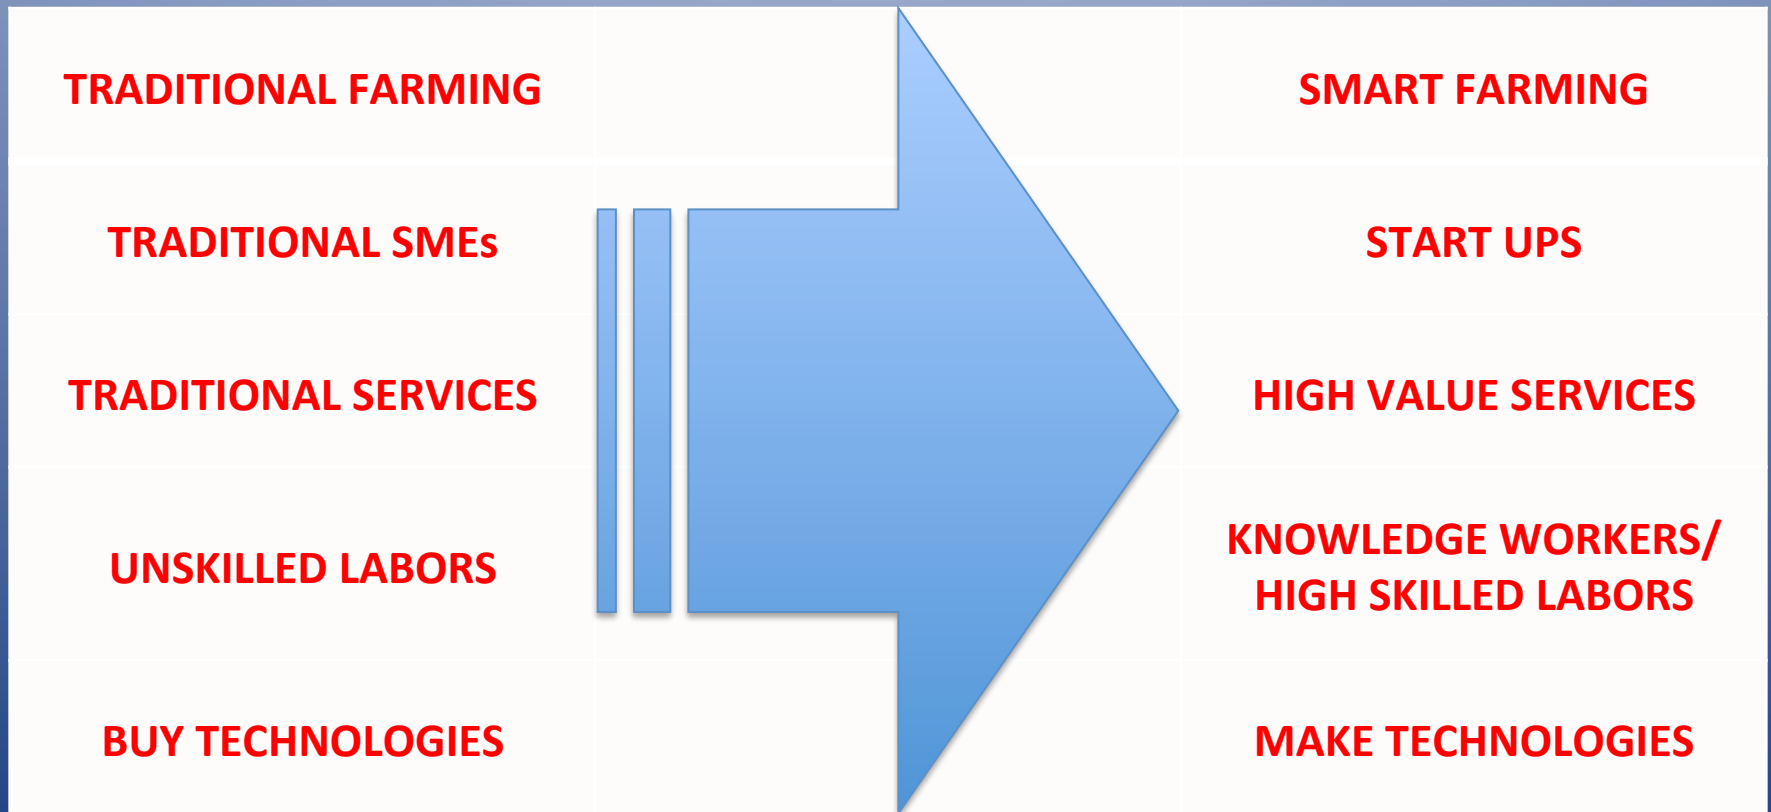 TRADITIONAL FARMING
SMART FARMING
TRADITIONAL SMEs
START UPS
TRADITIONAL SERVICES
HIGH VALUE SERVICES
UNSKILLED LABORS
KNOWLEDGE WORKERS/
HIGH SKILLED LABORS
BUY TECHNOLOGIES
MAKE TECHNOLOGIES